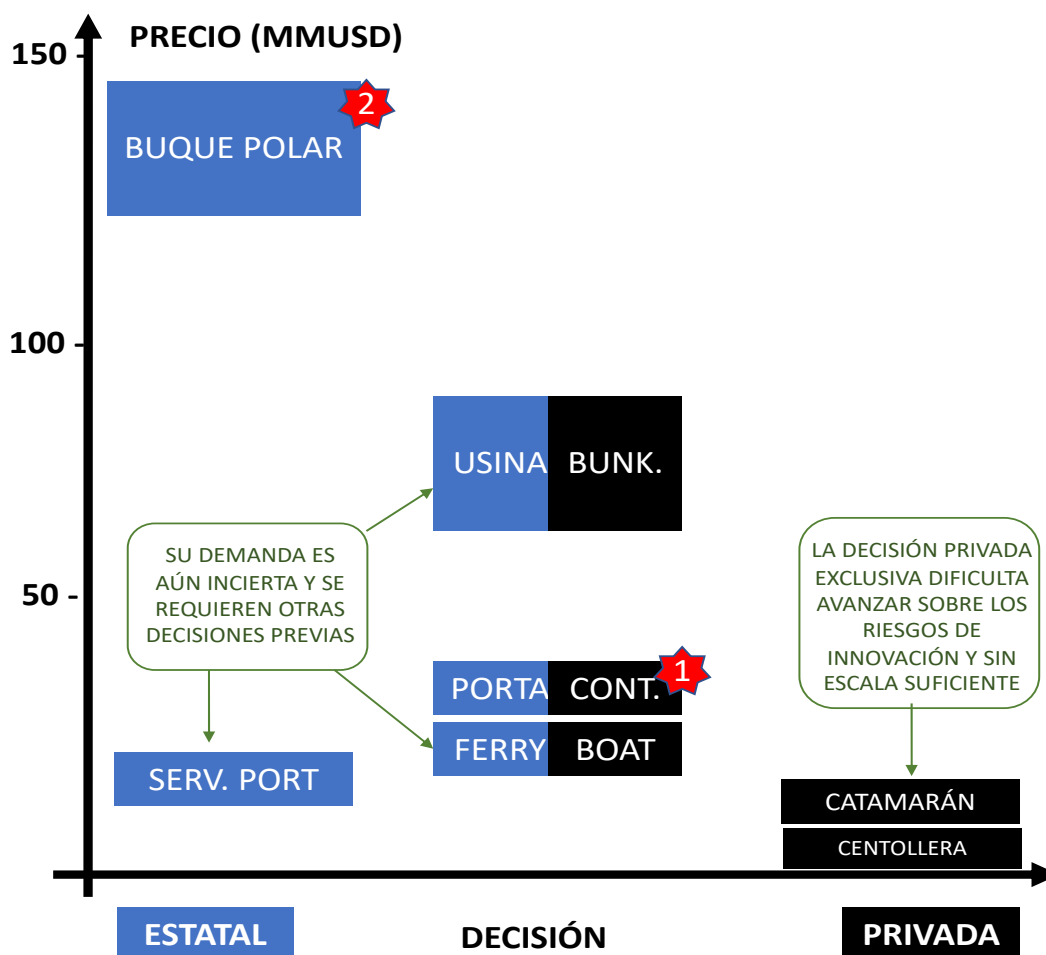 PRECIO (MMUSD)
150 -
2
BUQUE POLAR
100 -
USINA BUNK.
SU DEMANDA ES
AÚN INCIERTA Y SE
REQUIEREN OTRAS
DECISIONES PREVIAS
LA DECISIÓN PRIVADA
EXCLUSIVA DIFICULTA
AVANZAR SOBRE LOS
RIESGOS DE
INNOVACIÓN Y SIN
ESCALA SUFICIENTE
50 -
PORTA CONT.
1
FERRY BOAT
SERV. PORT
CATAMARÁN
CENTOLLERA
ESTATAL
DECISIÓN
PRIVADA